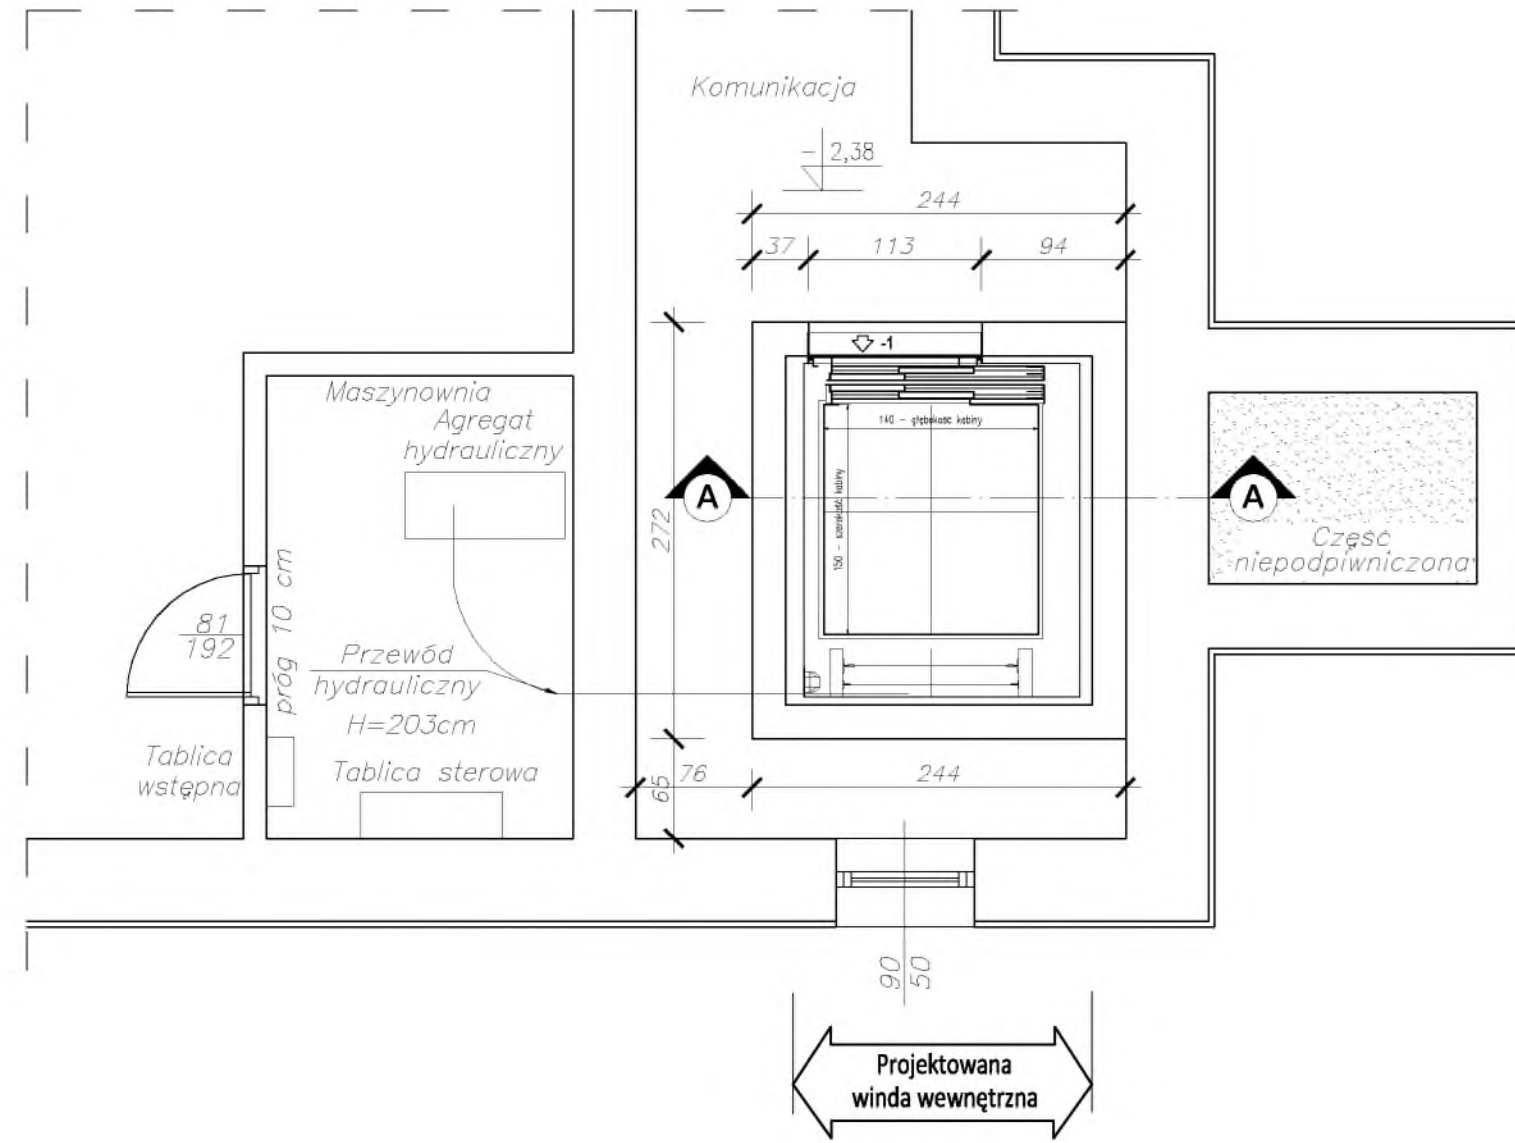 Komunikacja
- 2,38
244
37 113 94
-1
Maszynownia
Agregat
hydrauliczny
140 - głębokość kabiny
150 - szerokość kabiny
A
A
272
Część
niepodpiwniczona
81
192
próg 10 cm
Przewód
hydrauliczny
H=203cm
Tablica
wstępna
Tablica sterowa
65
76 244
90
50
Projektowana
winda wewnętrzna